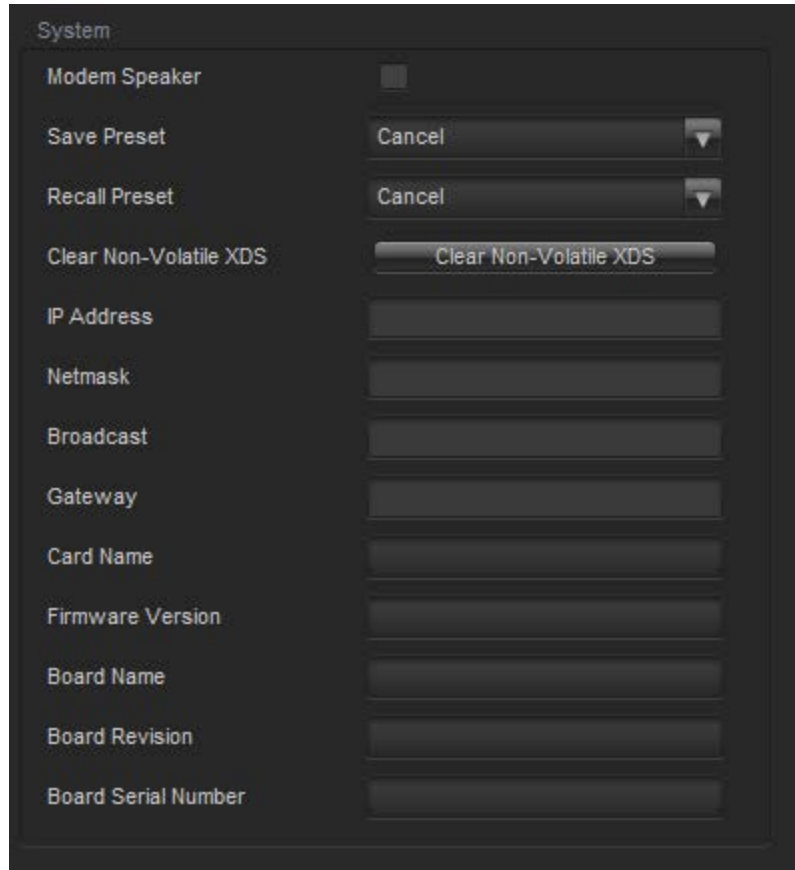 System
Modem Speaker
Save Preset Cancel
Recall Preset Cancel
Clear Non-Volatile XDS Clear Non-Volatile XDS
IP Address
Netmask
Broadcast
Gateway
Card Name
Firmware Version
Board Name
Board Revision
Board Serial Number